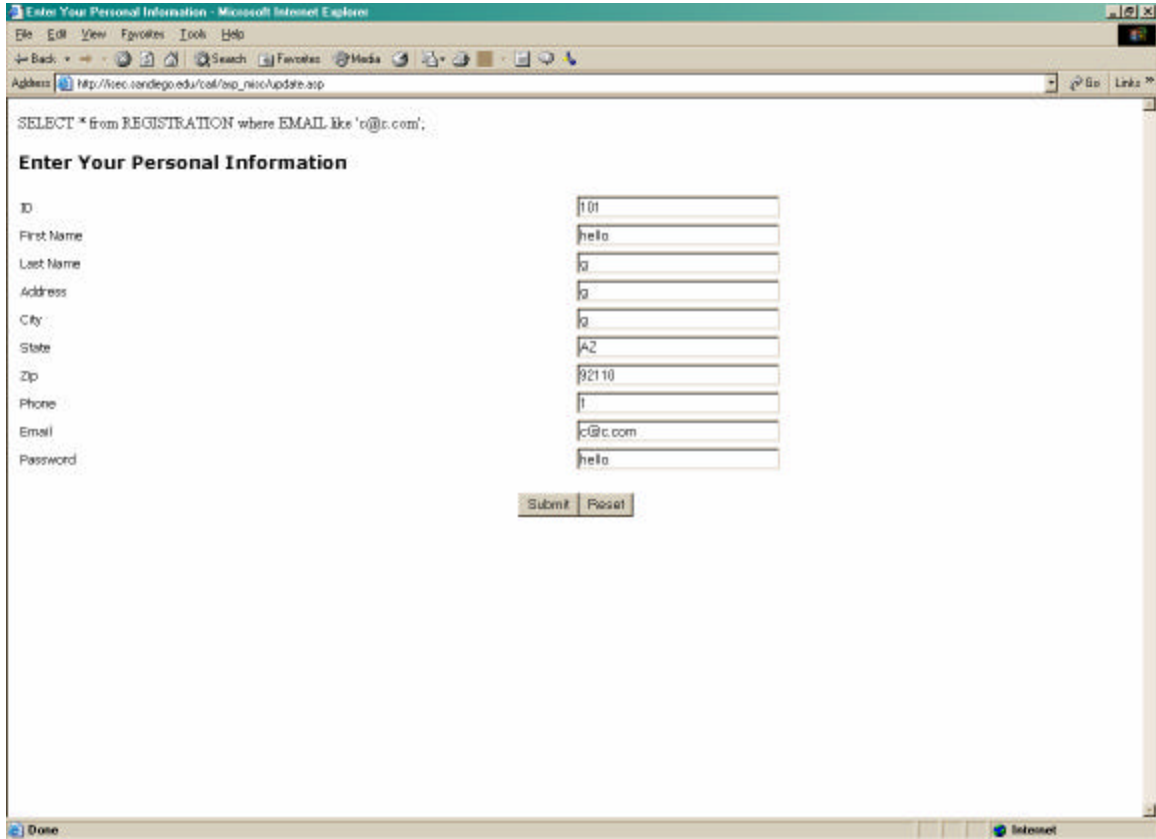 Enter Your Personal Information - Microsoft Internet Explorer
File Edit View Favorites Tools Help
Back Search Favorites Media
Address http://isec.sandiego.edu/cail/asp_misc/update.asp Go Links »
SELECT * from REGISTRATION where EMAIL like 'c@c.com';
Enter Your Personal Information
ID 101
First Name hello
Last Name g
Address g
City g
State AZ
Zip 92110
Phone 1
Email c@c.com
Password hello
Submit Reset
Done Internet